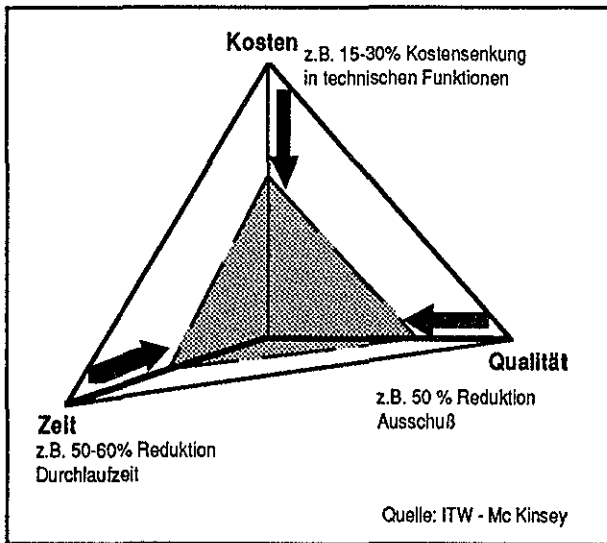 Kosten
z.B. 15-30% Kostensenkung
in technischen Funktionen
Qualität
z.B. 50 % Reduktion
Ausschuß
Zeit
z.B. 50-60% Reduktion
Durchlaufzeit
Quelle: ITW - Mc Kinsey